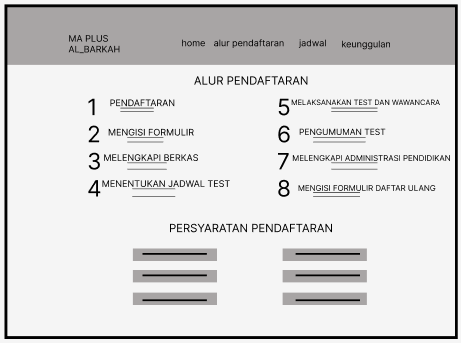 MA PLUS
AL_BARKAH
home alur pendaftaran jadwal keunggulan
ALUR PENDAFTARAN
1 PENDAFTARAN
2 MENGISI FORMULIR
3 MELENGKAPI BERKAS
4 MENENTUKAN JADWAL TEST
5 MELAKSANAKAN TEST DAN WAWANCARA
6 PENGUMUMAN TEST
7 MELENGKAPI ADMINISTRASI PENDIDIKAN
8 MENGISI FORMULIR DAFTAR ULANG
PERSYARATAN PENDAFTARAN